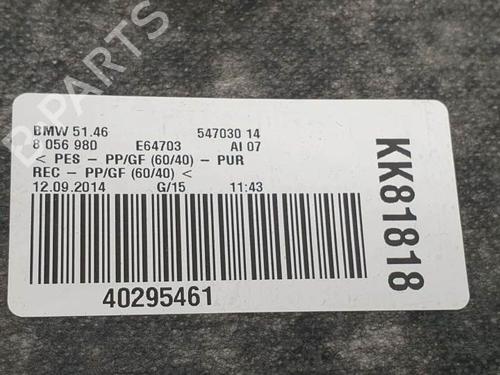 B-PARTS
BMW 51.46 547030 14
8 056 980 E64703 AI 07
< PES – PP/GF (60/40) – PUR
REC – PP/GF (60/40) <
12.09.2014 G/15 11:43
40295461
KK81818